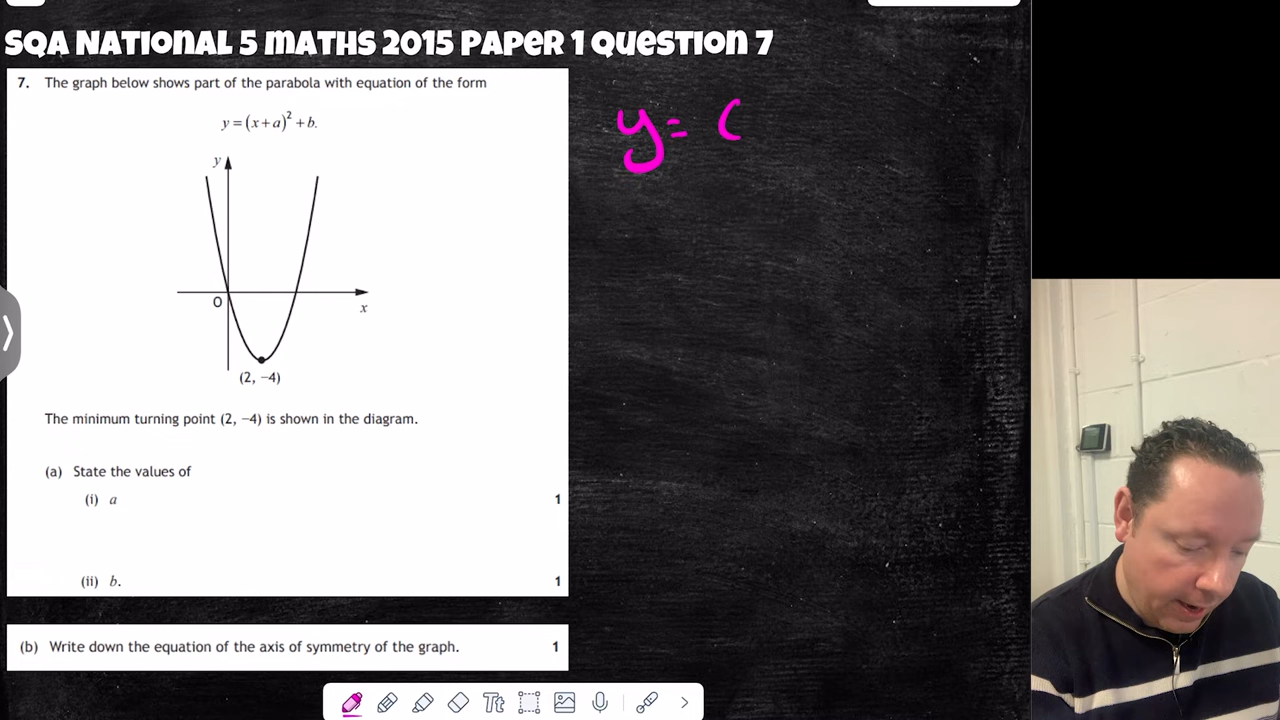 SQA National 5 maths 2015 Paper 1 Question 7
7. The graph below shows part of the parabola with equation of the form
y = (x+a)² + b.
y
O
x
(2, −4)
The minimum turning point (2, −4) is shown in the diagram.
(a) State the values of
(i) a 1
(ii) b. 1
(b) Write down the equation of the axis of symmetry of the graph. 1
y = (
Tt